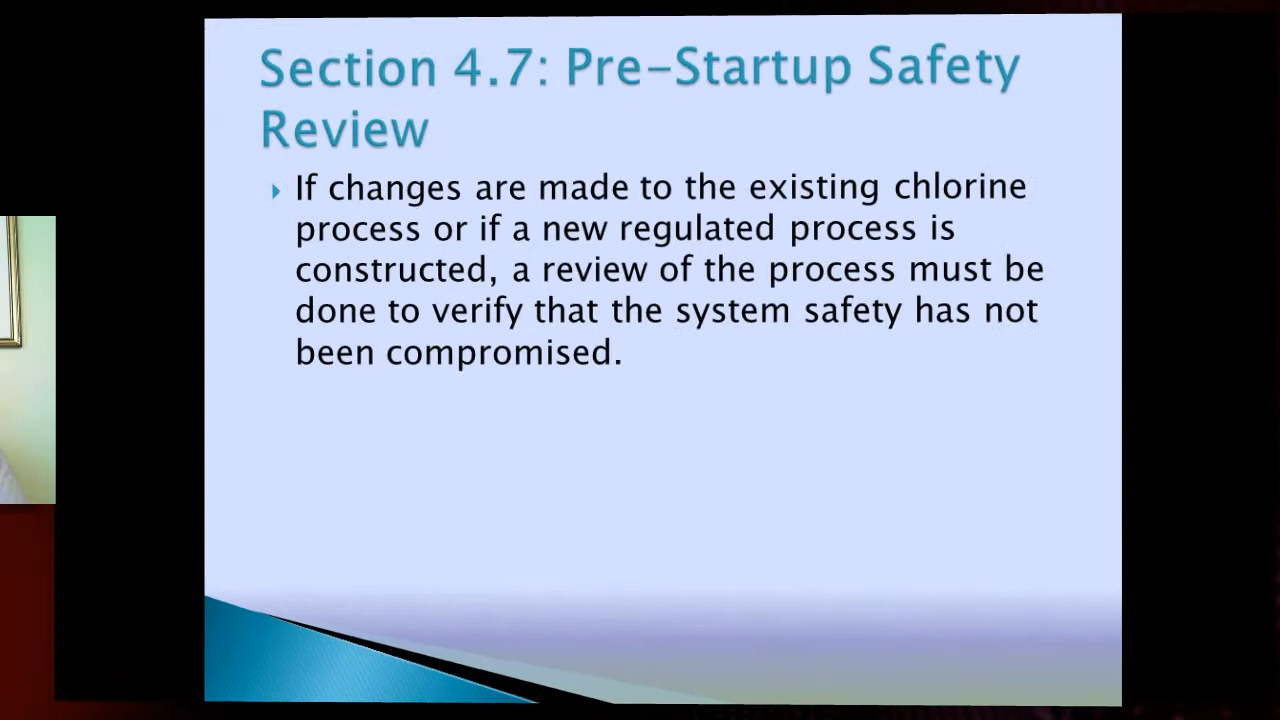 Section 4.7: Pre-Startup Safety
Review
If changes are made to the existing chlorine
process or if a new regulated process is
constructed, a review of the process must be
done to verify that the system safety has not
been compromised.